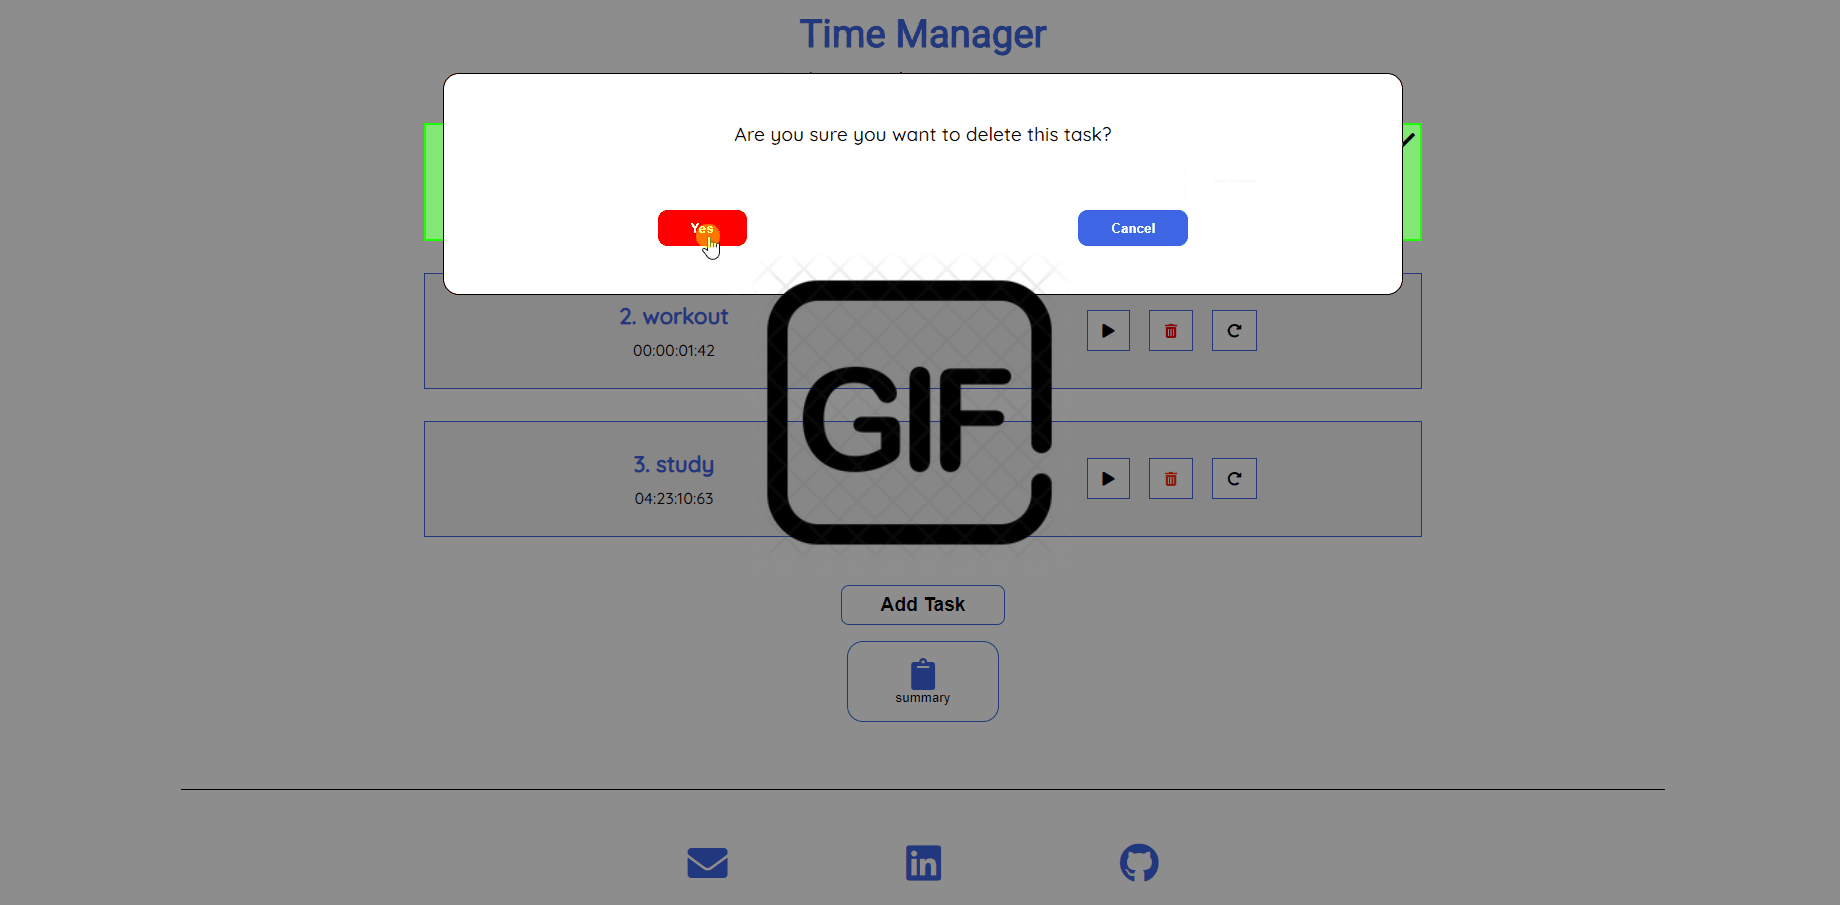 Time Manager
Are you sure you want to delete this task?
Yes
Cancel
2. workout
00:00:01:42
GIF
3. study
04:23:10:63
Add Task
summary
in